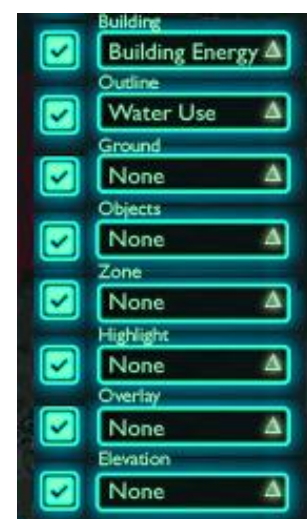 Building
Building Energy
Outline
Water Use
Ground
None
Objects
None
Zone
None
Highlight
None
Overlay
None
Elevation
None